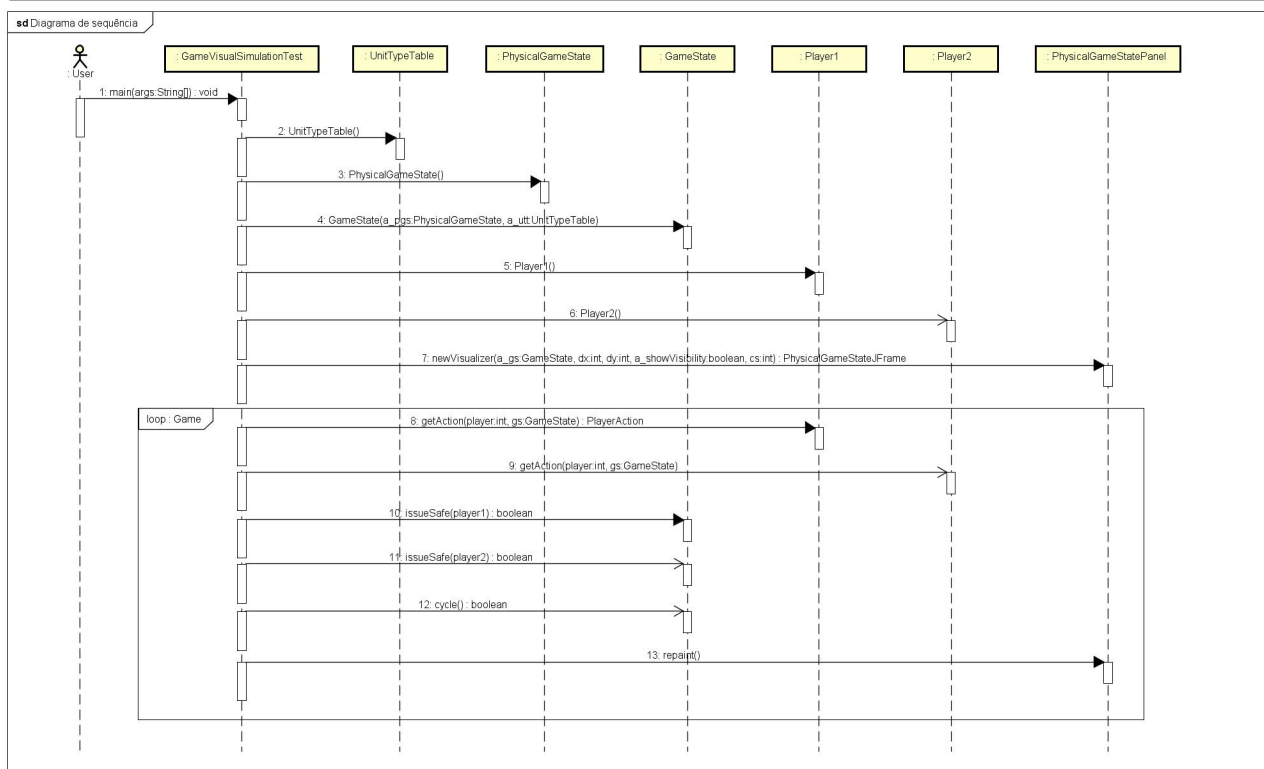 sd Diagrama de sequência
: User
: GameVisualSimulationTest
: UnitTypeTable
: PhysicalGameState
: GameState
: Player1
: Player2
: PhysicalGameStatePanel
1: main(args:String[]) : void
2: UnitTypeTable()
3: PhysicalGameState()
4: GameState(a_pgs:PhysicalGameState, a_utt:UnitTypeTable)
5: Player1()
6: Player2()
7: newVisualizer(a_gs:GameState, dx:int, dy:int, a_showVisibility:boolean, cs:int) : PhysicalGameStateJFrame
loop : Game
8: getAction(player:int, gs:GameState) : PlayerAction
9: getAction(player:int, gs:GameState)
10: issueSafe(player1) : boolean
11: issueSafe(player2) : boolean
12: cycle() : boolean
13: repaint()